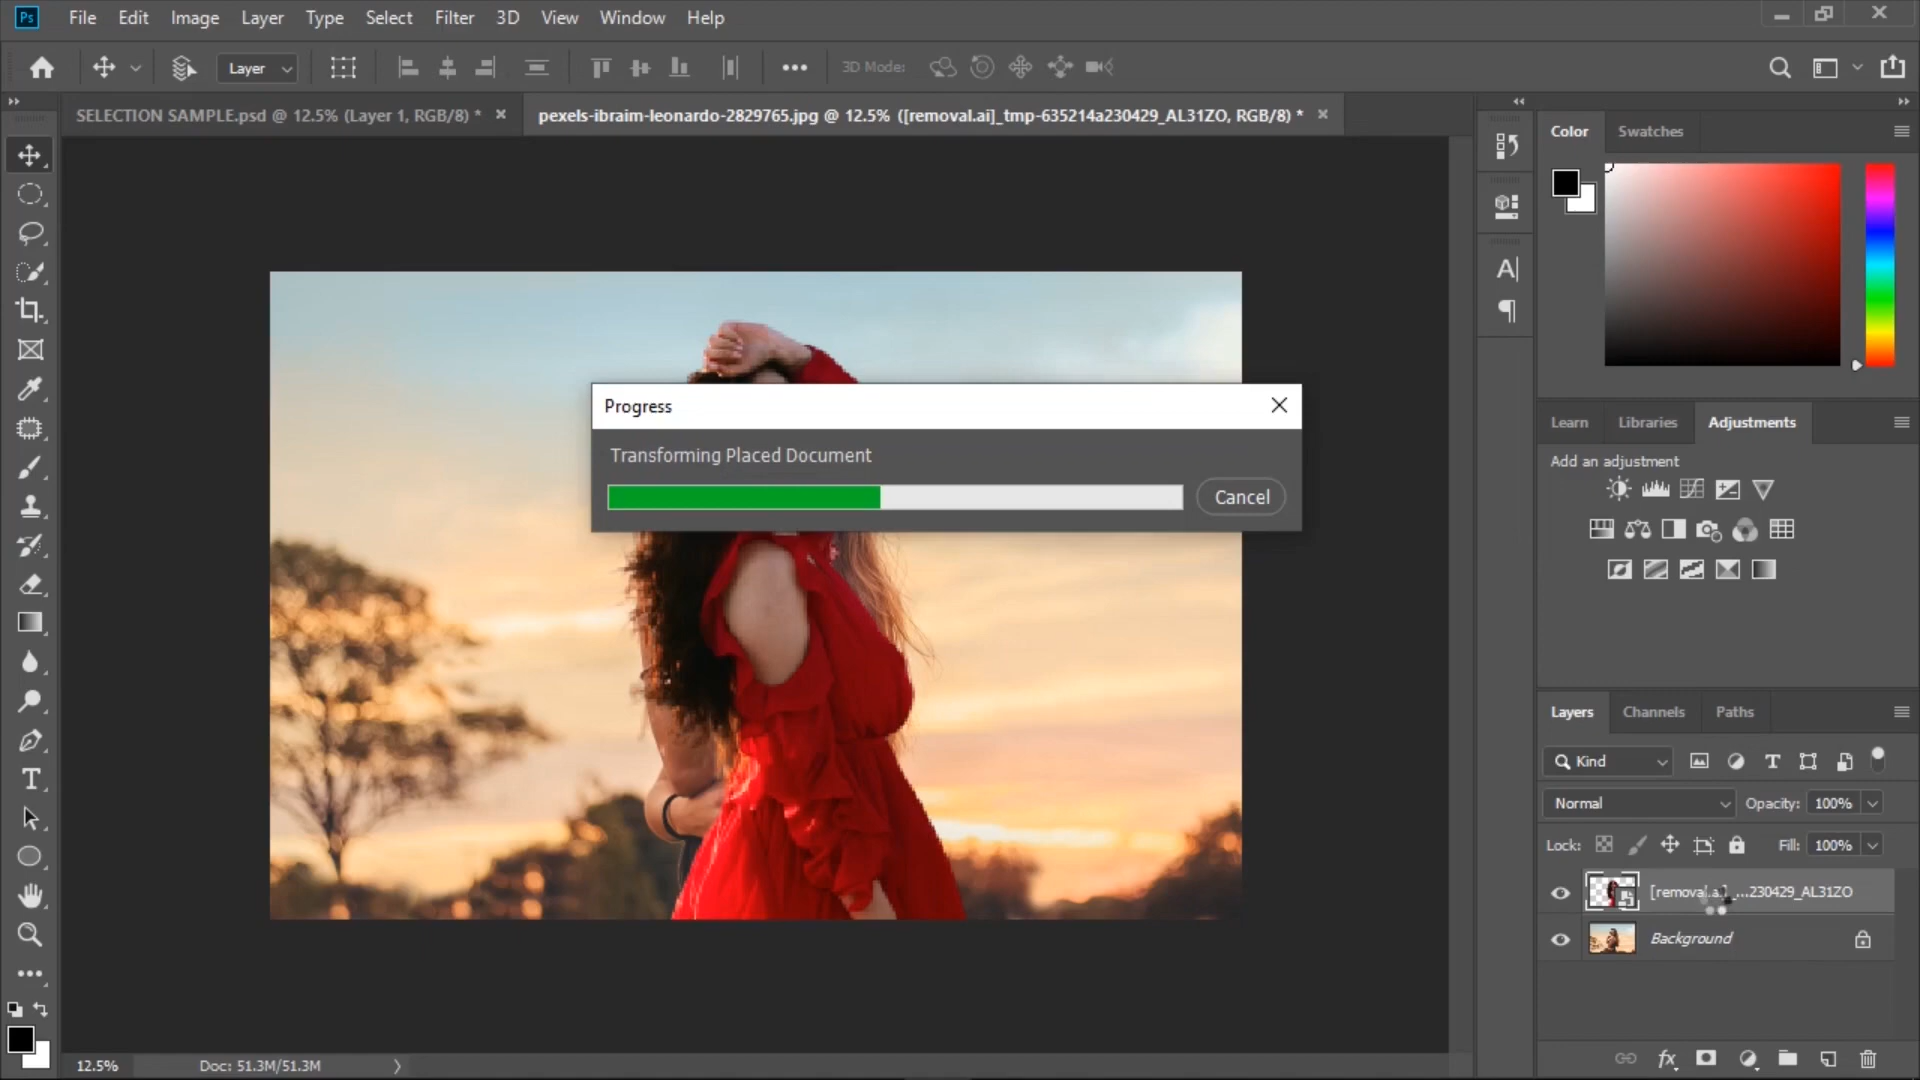 Ps File Edit Image Layer Type Select Filter 3D View Window Help
Layer 3D Mode:
SELECTION SAMPLE.psd @ 12.5% (Layer 1, RGB/8) *
pexels-ibraim-leonardo-2829765.jpg @ 12.5% ([removal.ai]_tmp-635214a230429_AL31ZO, RGB/8) *
Color Swatches
Progress
Transforming Placed Document
Cancel
Learn Libraries Adjustments
Add an adjustment
Layers Channels Paths
Kind
Normal Opacity: 100%
Lock: Fill: 100%
[removal.ai]_...230429_AL31ZO
Background
12.5% Doc: 51.3M/51.3M